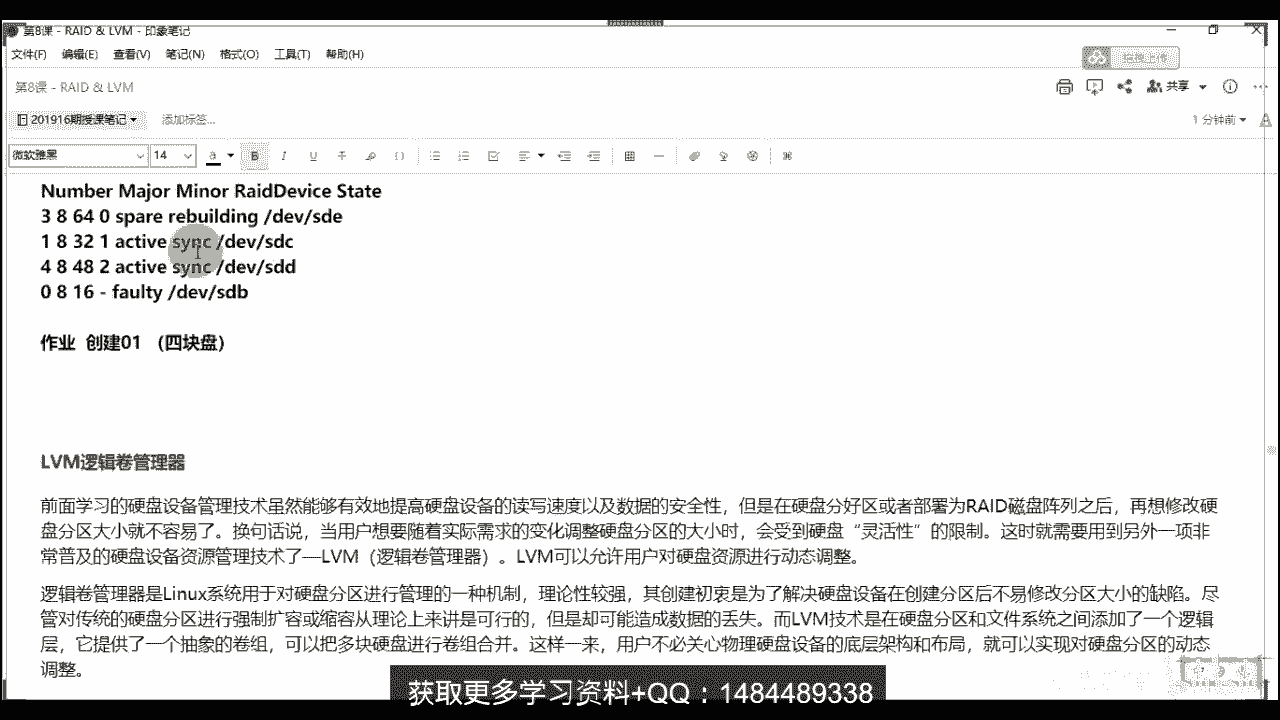 第8课 - RAID & LVM - 印象笔记
文件(F) 编辑(E) 查看(V) 笔记(N) 格式(O) 工具(T) 帮助(H)
第8课 - RAID & LVM
共享
201916期授课笔记
添加标签...
1 分钟前
微软雅黑 14
Number Major Minor RaidDevice State
3 8 64 0 spare rebuilding /dev/sde
1 8 32 1 active sync /dev/sdc
4 8 48 2 active sync /dev/sdd
0 8 16 - faulty /dev/sdb
作业 创建01 （四块盘）
LVM逻辑卷管理器
前面学习的硬盘设备管理技术虽然能够有效地提高硬盘设备的读写速度以及数据的安全性，但是在硬盘分好区或者部署为RAID磁盘阵列之后，再想修改硬
盘分区大小就不容易了。换句话说，当用户想要随着实际需求的变化调整硬盘分区的大小时，会受到硬盘“灵活性”的限制。这时就需要用到另外一项非
常普及的硬盘设备资源管理技术了—LVM（逻辑卷管理器）。LVM可以允许用户对硬盘资源进行动态调整。
逻辑卷管理器是Linux系统用于对硬盘分区进行管理的一种机制，理论性较强，其创建初衷是为了解决硬盘设备在创建分区后不易修改分区大小的缺陷。尽
管对传统的硬盘分区进行强制扩容或缩容从理论上来讲是可行的，但是却可能造成数据的丢失。而LVM技术是在硬盘分区和文件系统之间添加了一个逻辑
层，它提供了一个抽象的卷组，可以把多块硬盘进行卷组合并。这样一来，用户不必关心物理硬盘设备的底层架构和布局，就可以实现对硬盘分区的动态
调整。
获取更多学习资料+QQ：1484489338